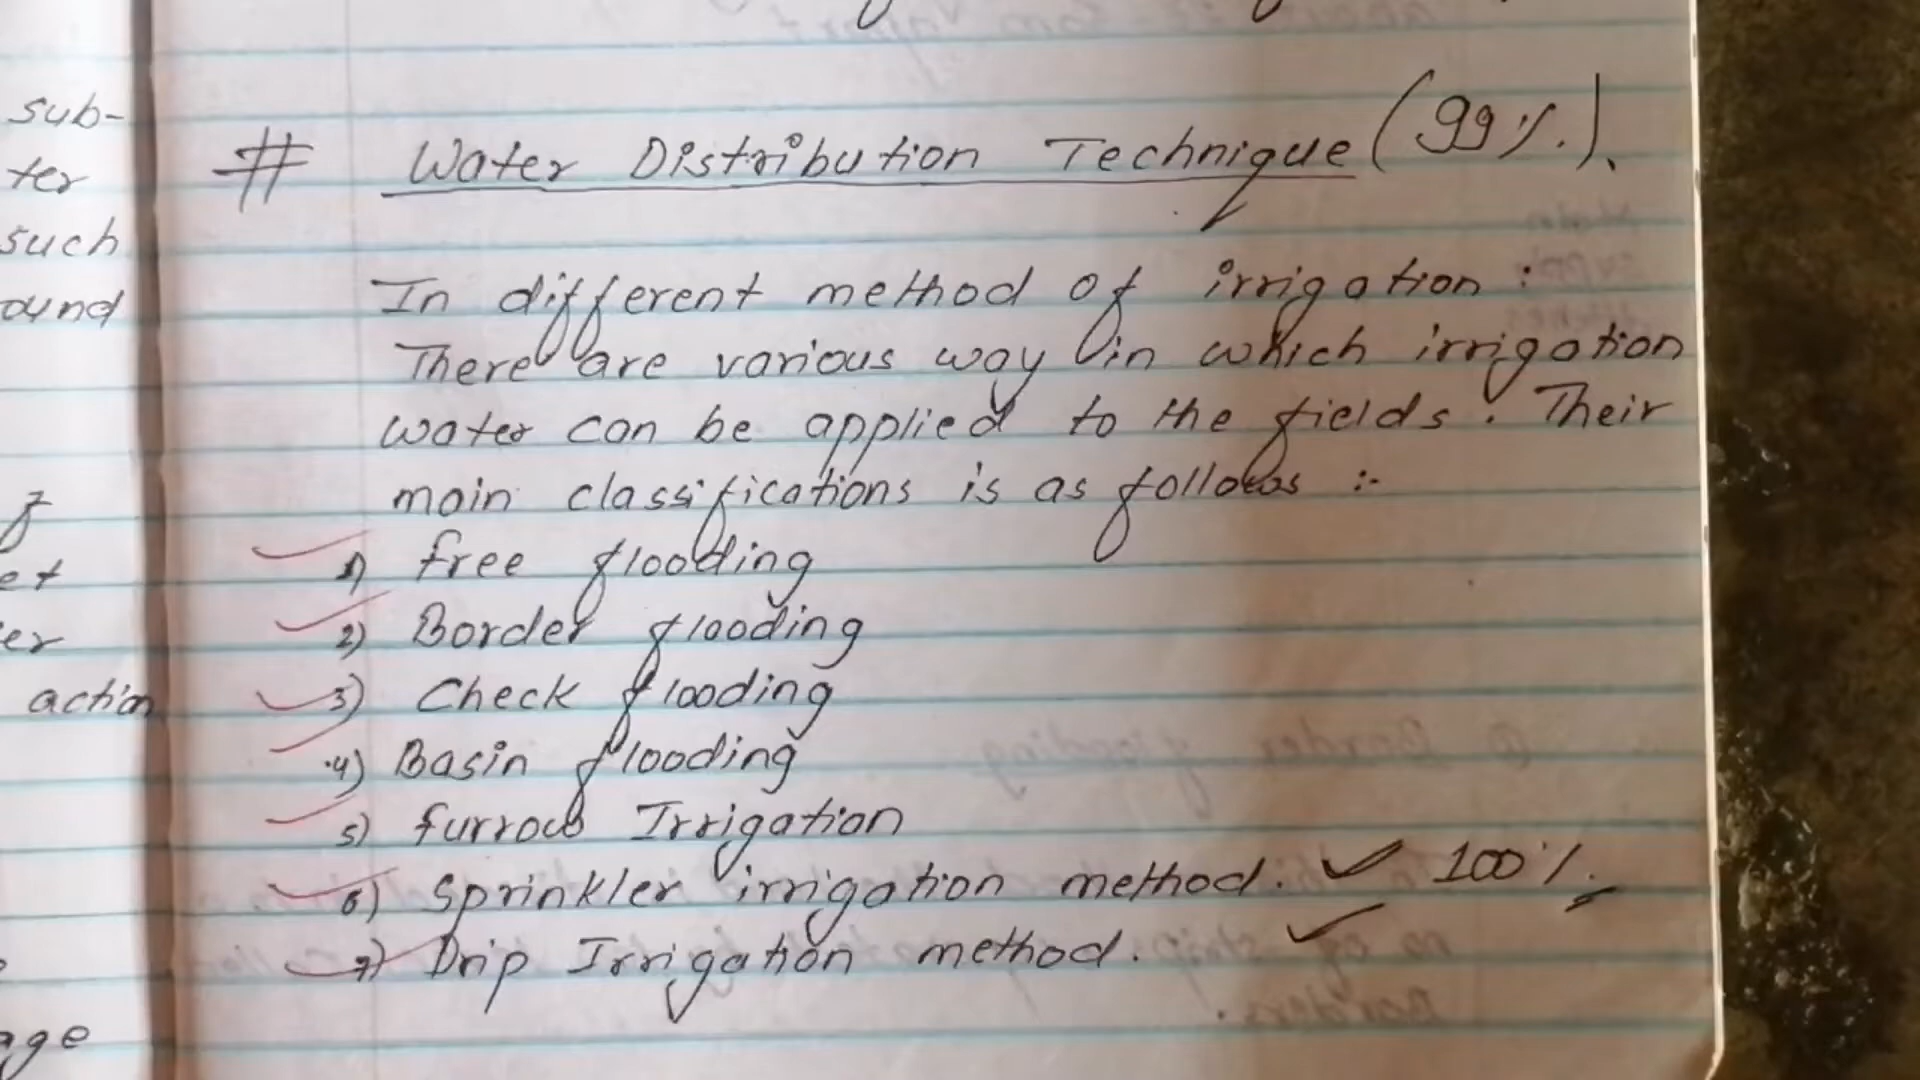 sub-
ter
such
ound
et
er
action
age
# Water Distribution Technique (99%).
In different method of irrigation :
There are various way in which irrigation
water can be applied to the fields. Their
main classifications is as follows :-
1) free flooding
2) Border flooding
3) Check flooding
4) Basin flooding
5) furrow Irrigation
6) Sprinkler irrigation method. ✓ 100%.
7) Drip Irrigation method. ✓